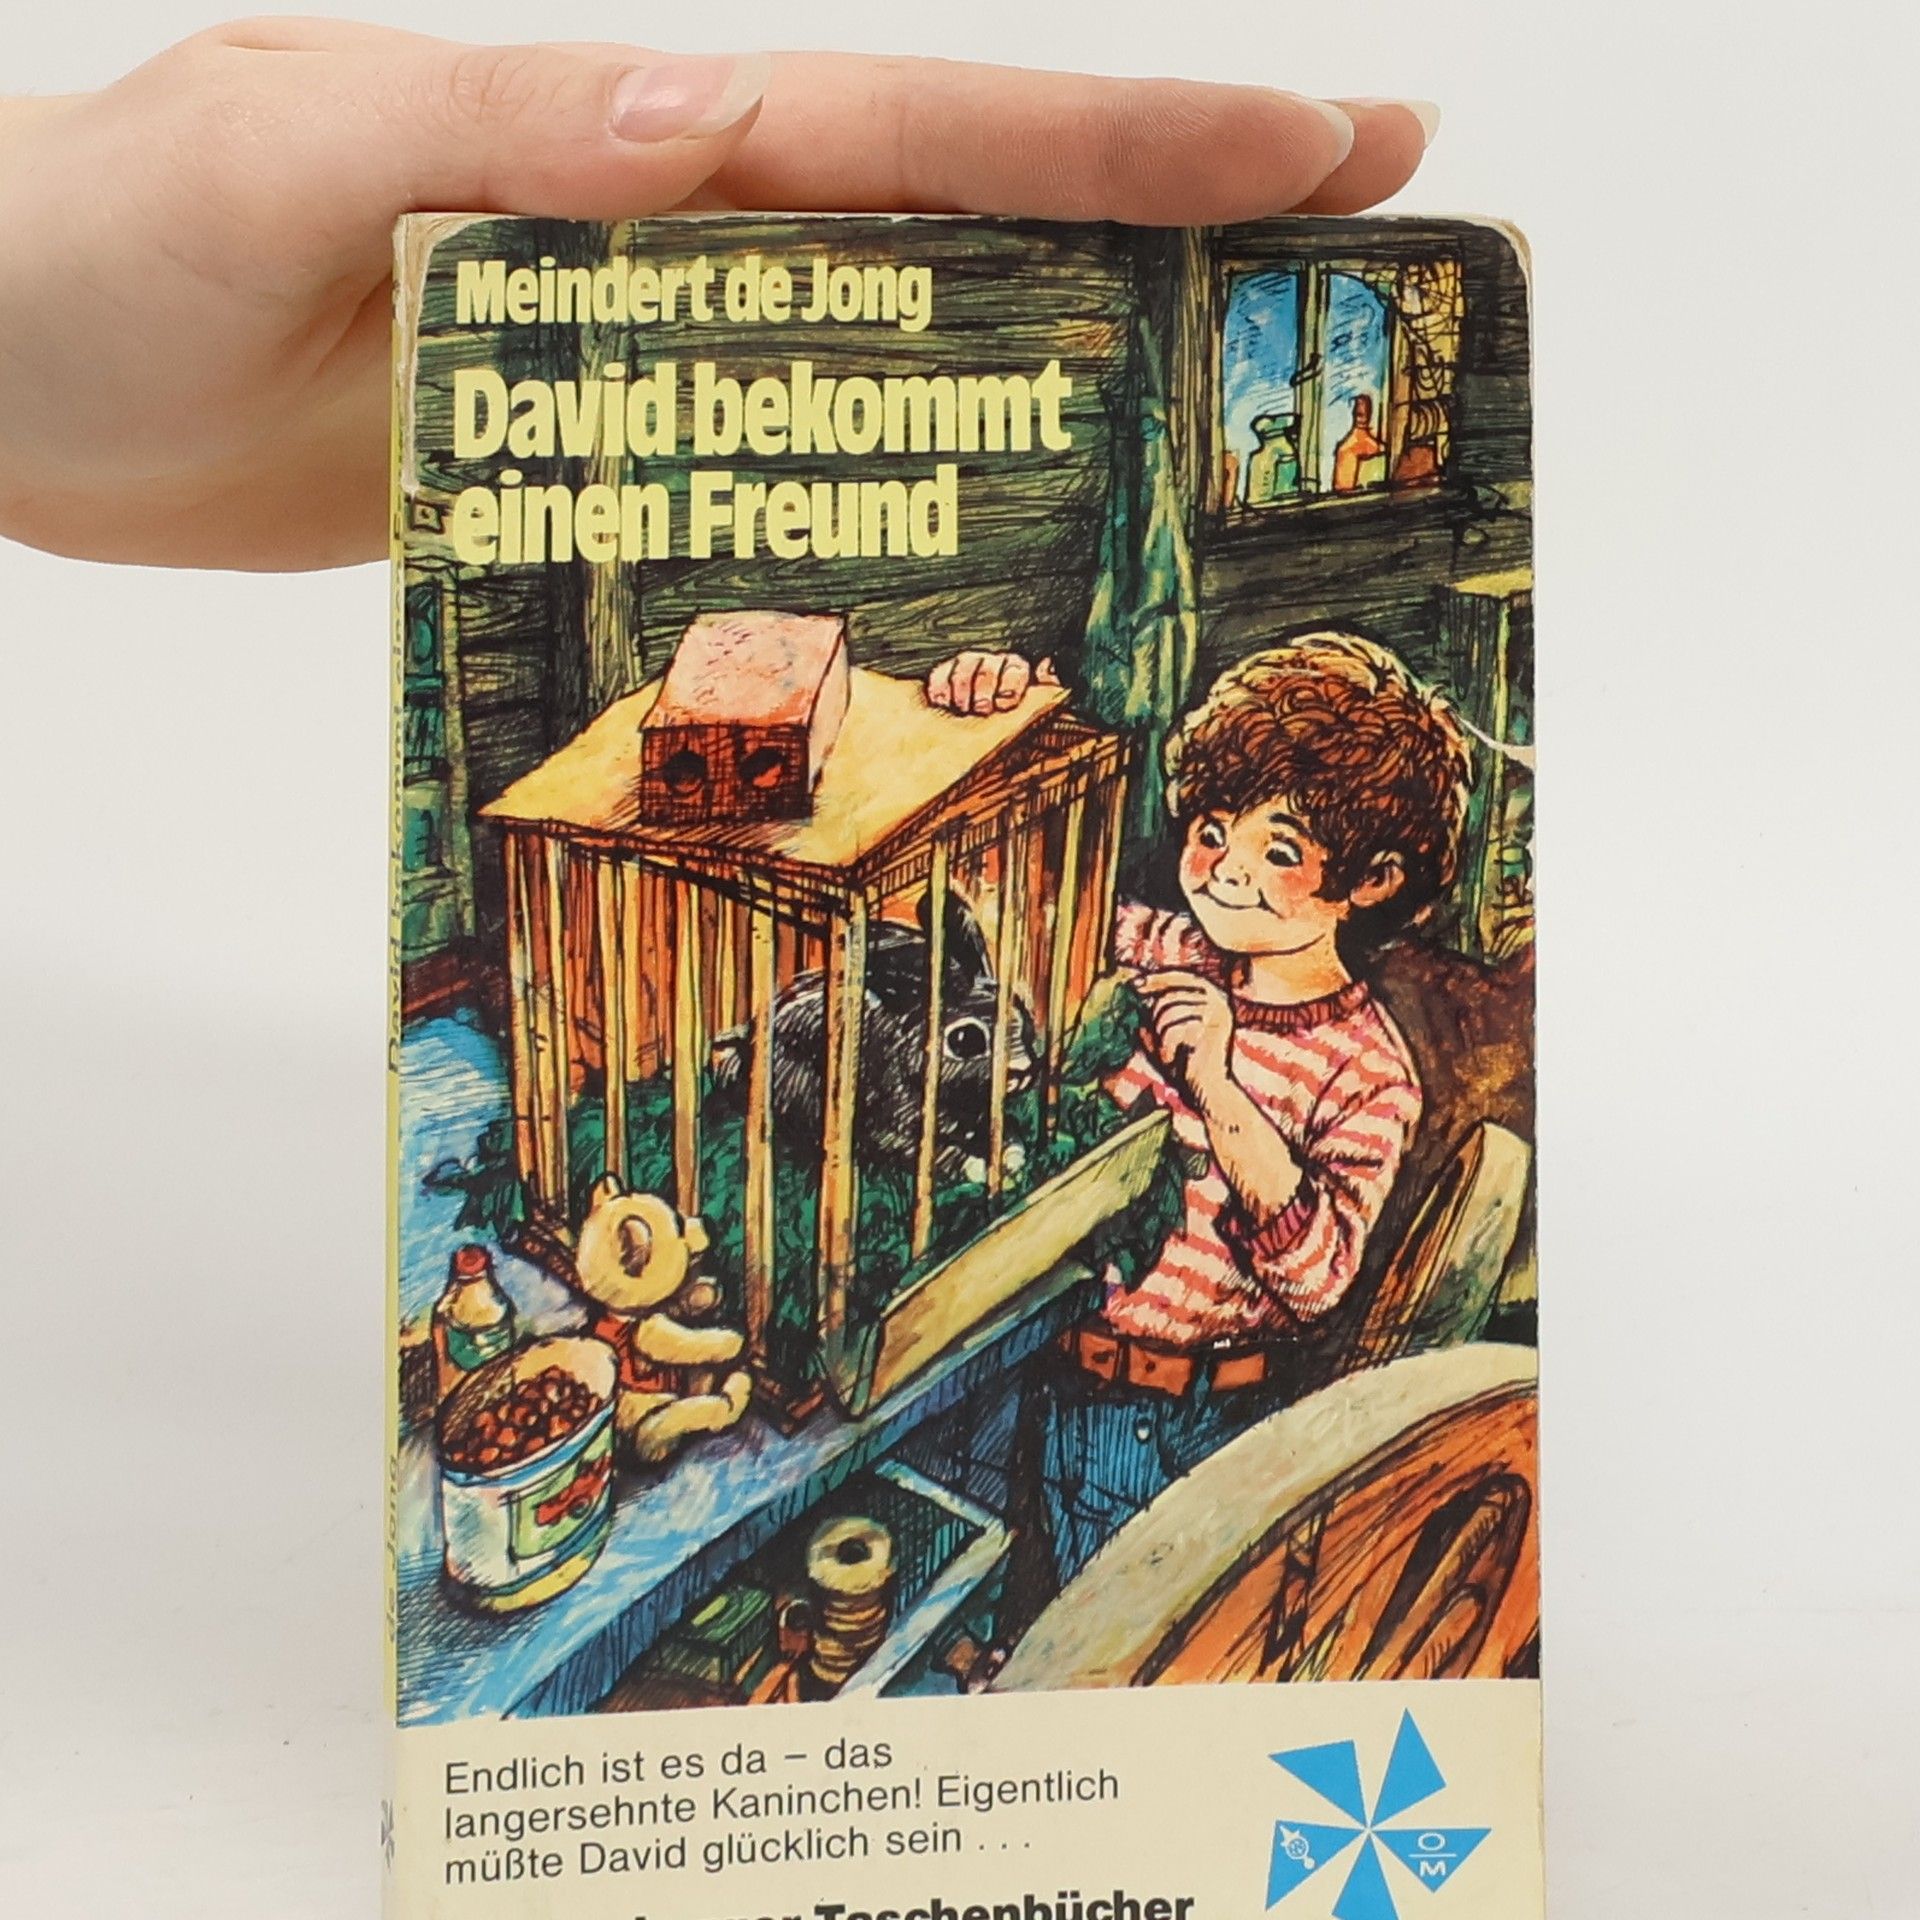 Meindert de Jong
David bekommt
einen Freund
Endlich ist es da – das
langersehnte Kaninchen! Eigentlich
müßte David glücklich sein . . .
Taschenbücher
O
M